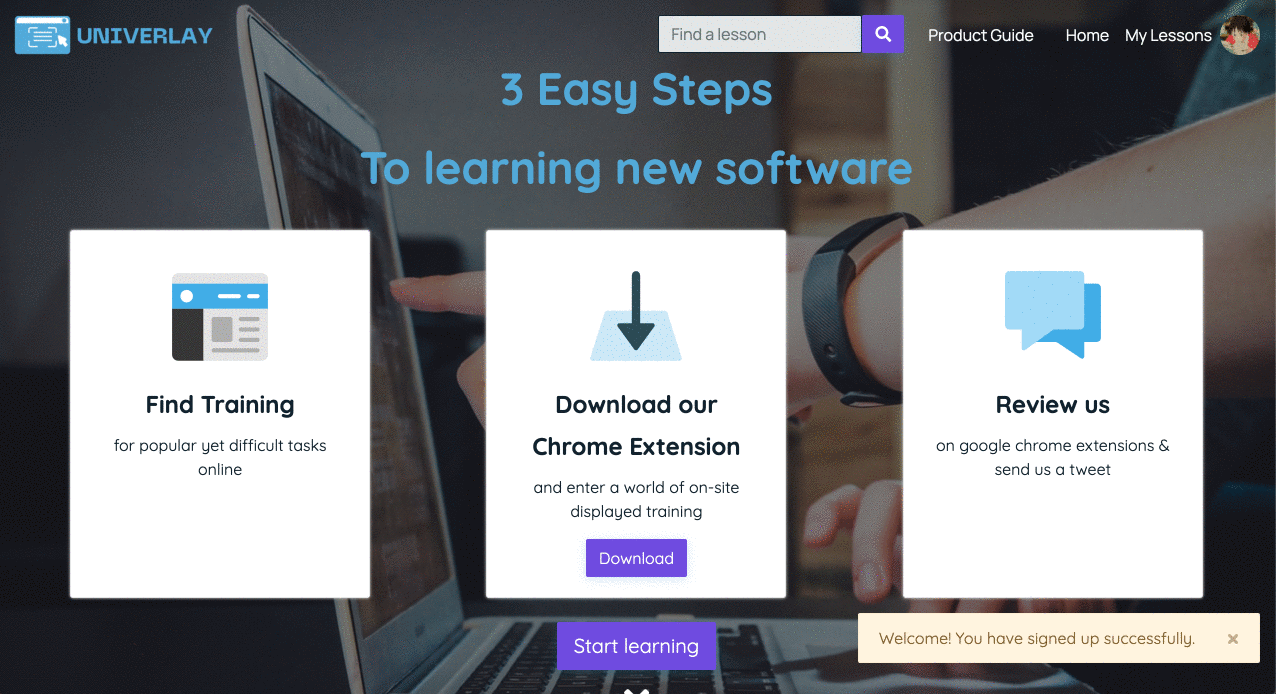 UNIVERLAY
Find a lesson
Product Guide
Home
My Lessons
3 Easy Steps
To learning new software
Find Training
for popular yet difficult tasks
online
Download our
Chrome Extension
and enter a world of on-site
displayed training
Download
Review us
on google chrome extensions &
send us a tweet
Start learning
Welcome! You have signed up successfully.
×